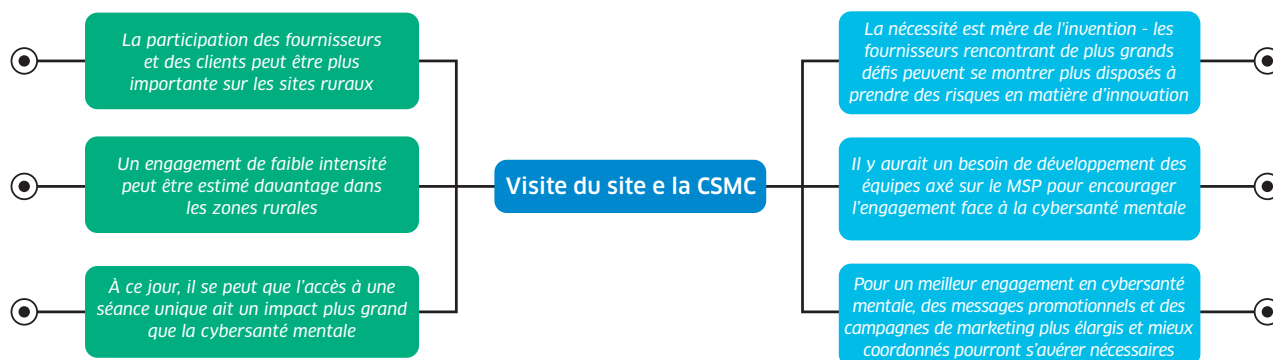 La participation des fournisseurs
et des clients peut être plus
importante sur les sites ruraux
Un engagement de faible intensité
peut être estimé davantage dans
les zones rurales
À ce jour, il se peut que l'accès à une
séance unique ait un impact plus grand
que la cybersanté mentale
Visite du site e la CSMC
La nécessité est mère de l'invention - les
fournisseurs rencontrant de plus grands
défis peuvent se montrer plus disposés à
prendre des risques en matière d'innovation
Il y aurait un besoin de développement des
équipes axé sur le MSP pour encourager
l'engagement face à la cybersanté mentale
Pour un meilleur engagement en cybersanté
mentale, des messages promotionnels et des
campagnes de marketing plus élargis et mieux
coordonnés pourront s'avérer nécessaires